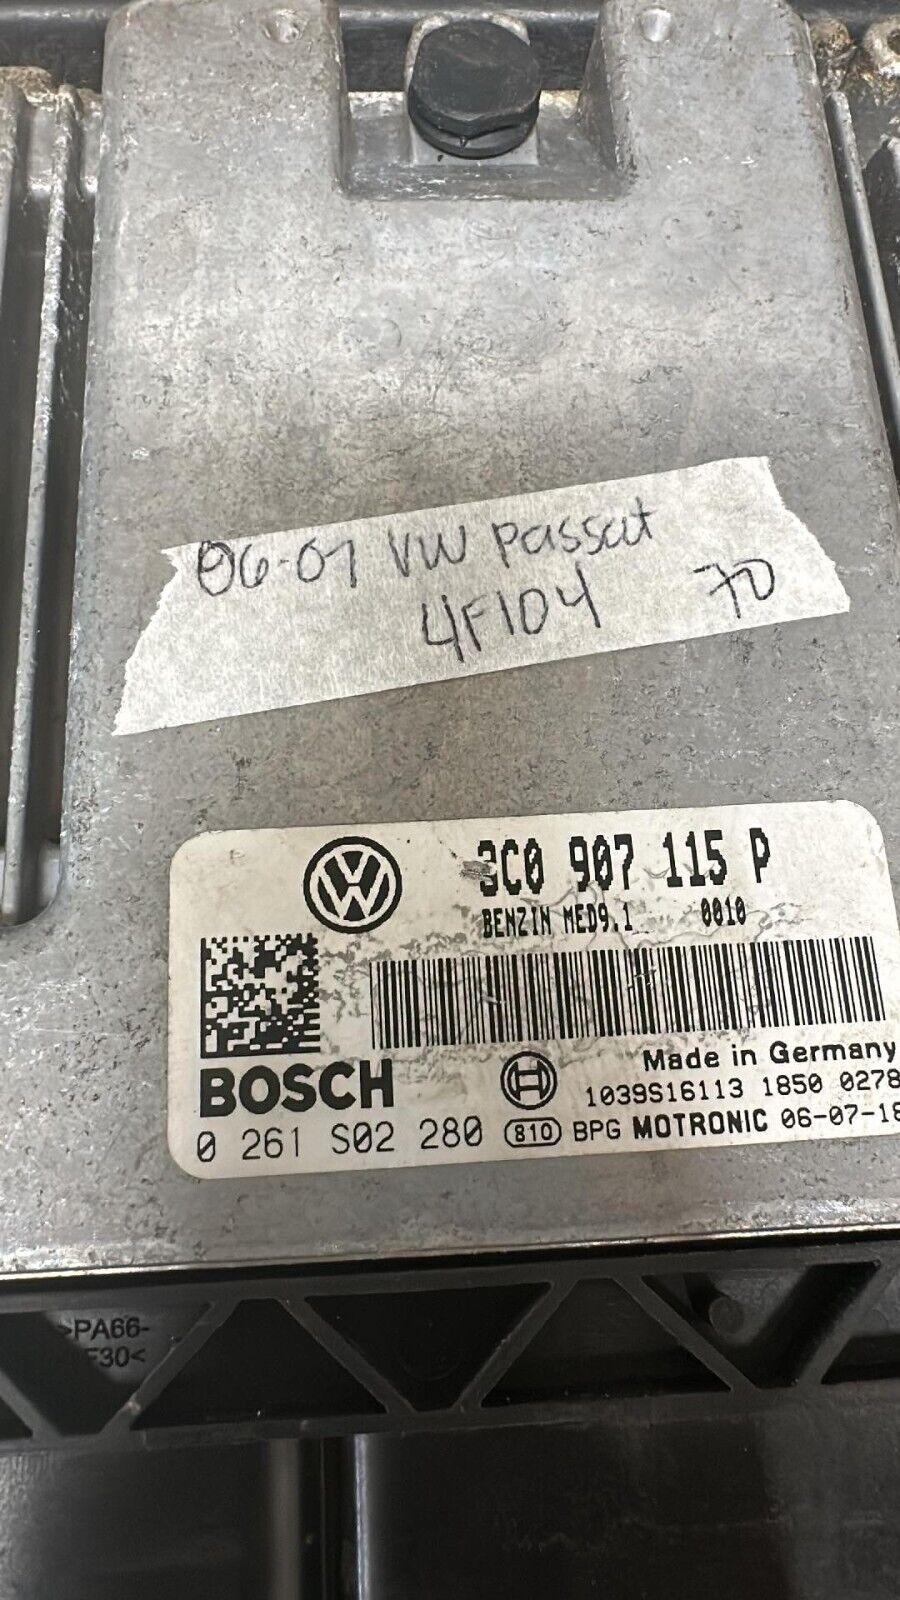 06-07 VW Passat
4F104 70
3C0 907 115 P
BENZIN MED9.1 0010
Made in Germany
BOSCH
1039S16113 1850 0278
0 261 S02 280 810 BPG MOTRONIC 06-07-18
>PA66-
F30<